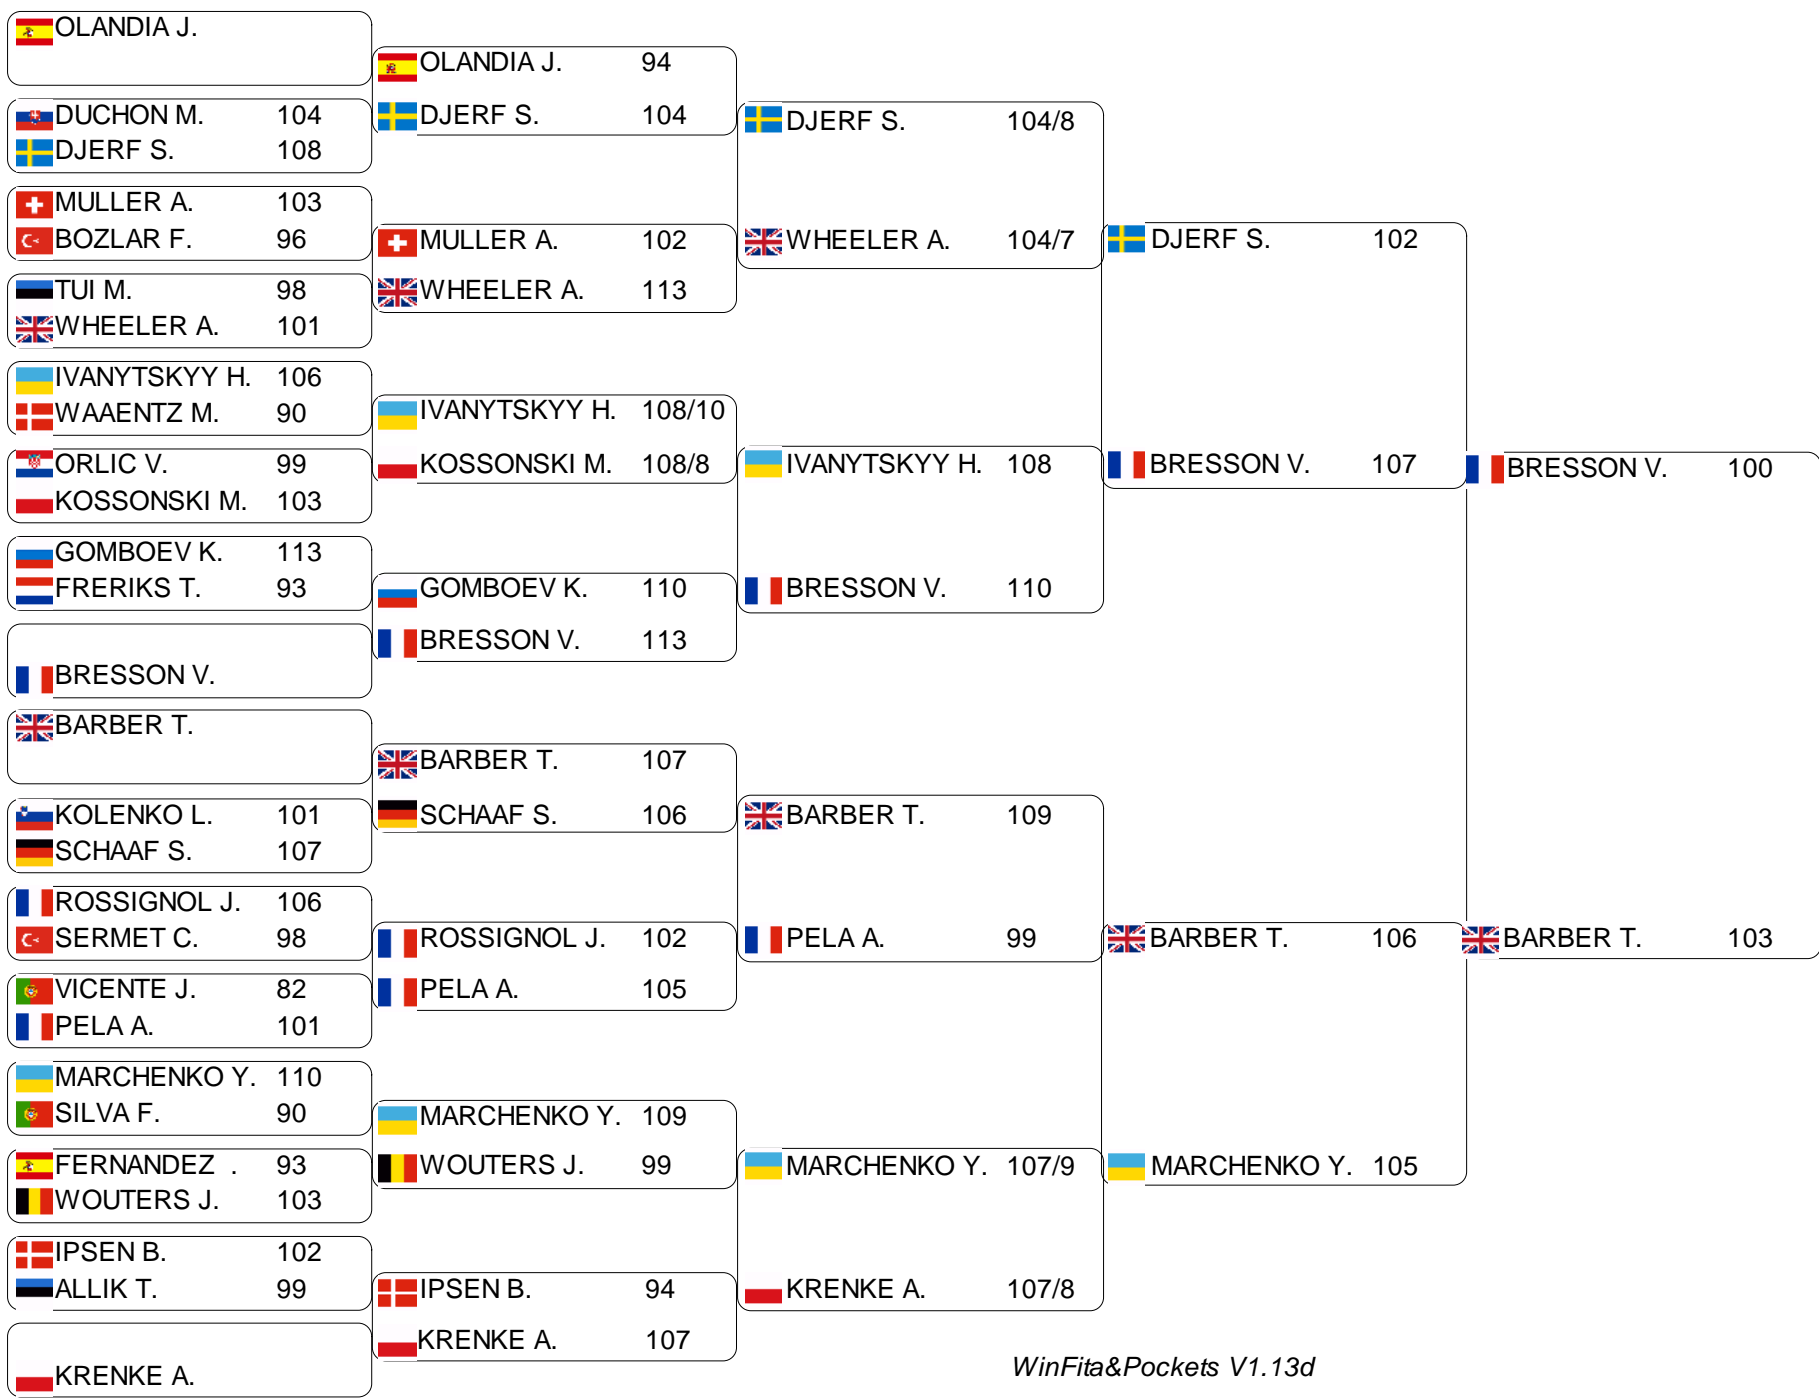 OLANDIA J.
DUCHON M. 104
DJERF S. 108
MULLER A. 103
BOZLAR F. 96
TUI M. 98
WHEELER A. 101
IVANYTSKYY H. 106
WAAENTZ M. 90
ORLIC V. 99
KOSSONSKI M. 103
GOMBOEV K. 113
FRERIKS T. 93
BRESSON V.
BARBER T.
KOLENKO L. 101
SCHAAF S. 107
ROSSIGNOL J. 106
SERMET C. 98
VICENTE J. 82
PELA A. 101
MARCHENKO Y. 110
SILVA F. 90
FERNANDEZ . 93
WOUTERS J. 103
IPSEN B. 102
ALLIK T. 99
KRENKE A.
OLANDIA J. 94
DJERF S. 104
MULLER A. 102
WHEELER A. 113
IVANYTSKYY H. 108/10
KOSSONSKI M. 108/8
GOMBOEV K. 110
BRESSON V. 113
BARBER T. 107
SCHAAF S. 106
ROSSIGNOL J. 102
PELA A. 105
MARCHENKO Y. 109
WOUTERS J. 99
IPSEN B. 94
KRENKE A. 107
DJERF S. 104/8
WHEELER A. 104/7
IVANYTSKYY H. 108
BRESSON V. 110
BARBER T. 109
PELA A. 99
MARCHENKO Y. 107/9
KRENKE A. 107/8
DJERF S. 102
BRESSON V. 107
BARBER T. 106
MARCHENKO Y. 105
BRESSON V. 100
BARBER T. 103
WinFita&Pockets V1.13d